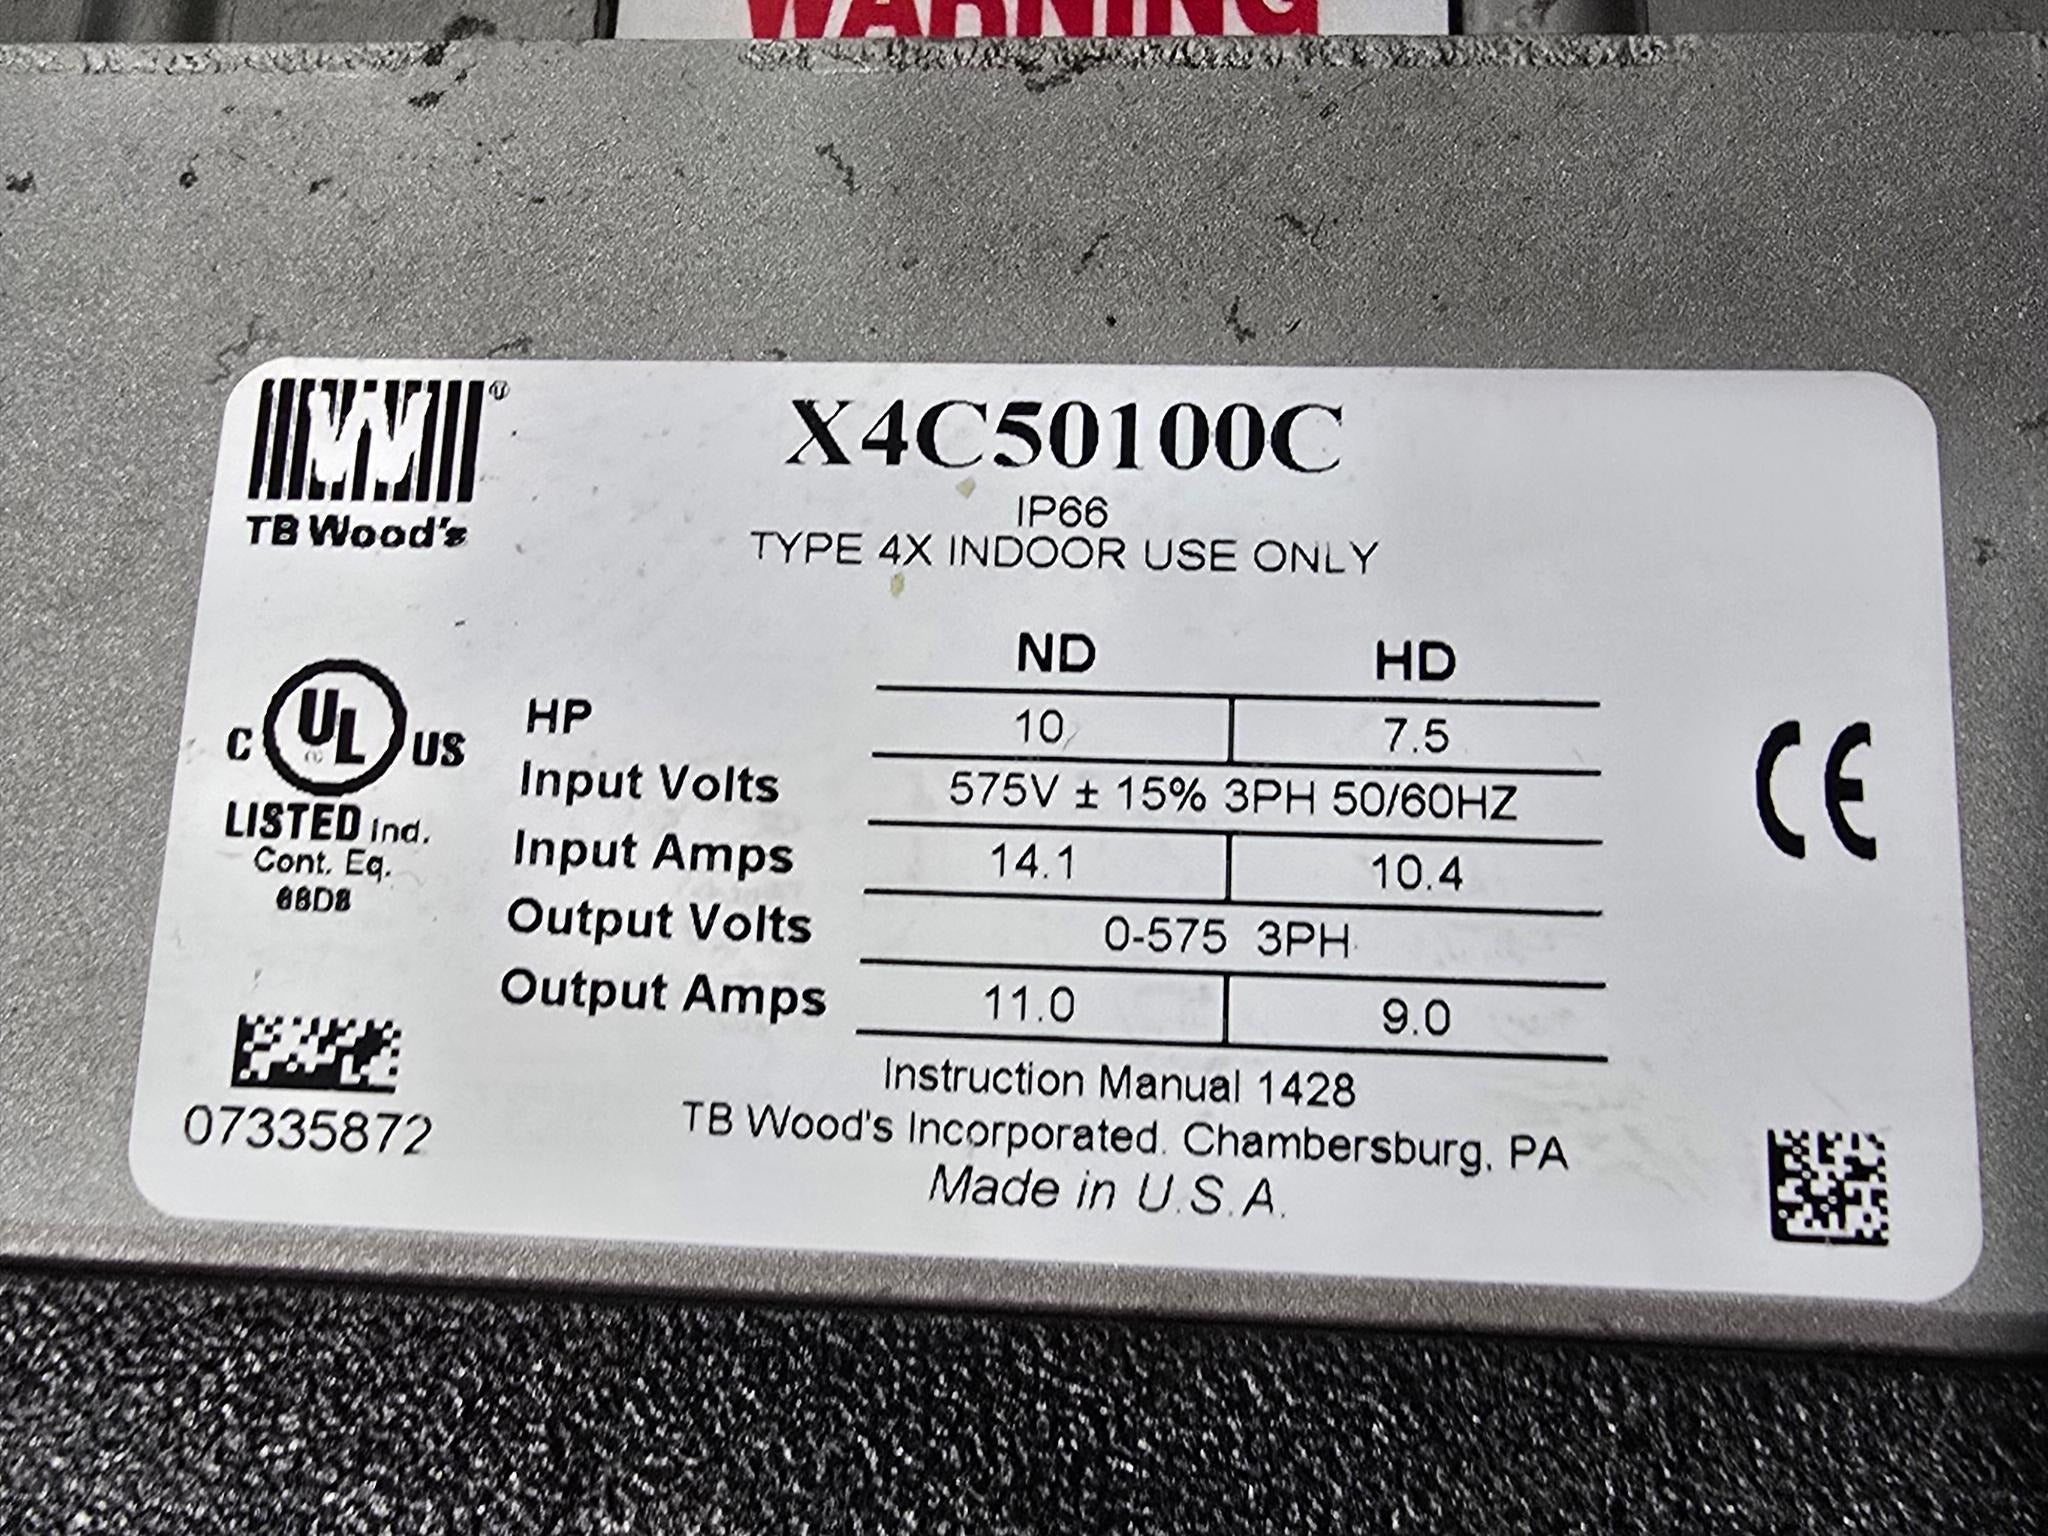 WARNING
X4C50100C
IP66
TYPE 4X INDOOR USE ONLY
TB Wood's
ND HD
HP 10 7.5
Input Volts 575V ± 15% 3PH 50/60HZ
Input Amps 14.1 10.4
Output Volts 0-575 3PH
Output Amps 11.0 9.0
C UL US
LISTED ind.
Cont. Eq.
CE
07335872
Instruction Manual 1428
TB Wood's Incorporated. Chambersburg, PA
Made in U.S.A.